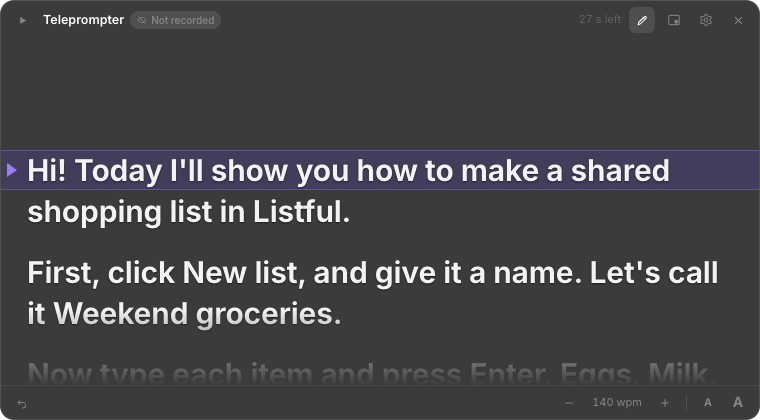 Teleprompter Not recorded 27 s left
Hi! Today I'll show you how to make a shared
shopping list in Listful.
First, click New list, and give it a name. Let's call
it Weekend groceries.
Now type each item and press Enter. Eggs. Milk.
140 wpm A A